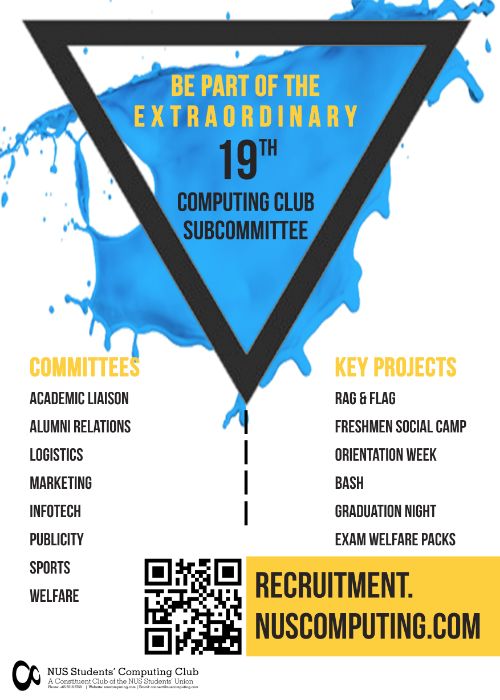 BE PART OF THE
EXTRAORDINARY
19TH
COMPUTING CLUB
SUBCOMMITTEE
COMMITTEES
ACADEMIC LIAISON
ALUMNI RELATIONS
LOGISTICS
MARKETING
INFOTECH
PUBLICITY
SPORTS
WELFARE
KEY PROJECTS
RAG & FLAG
FRESHMEN SOCIAL CAMP
ORIENTATION WEEK
BASH
GRADUATION NIGHT
EXAM WELFARE PACKS
RECRUITMENT.
NUSCOMPUTING.COM
NUS Students' Computing Club
A Constituent Club of the NUS Students' Union